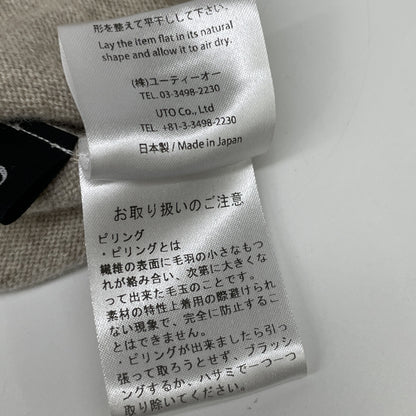 形を整えて平干しして下さい。
Lay the item flat in its natural
shape and allow it to air dry.
(株)ユーティーオー
TEL. 03-3498-2230
UTO Co., Ltd
TEL. +81-3-3498-2230
日本製 / Made in Japan
お取り扱いのご注意
ピリング
・ピリングとは
繊維の表面に毛羽の小さなもつ
れが絡み合い、次第に大きくな
って出来た毛玉のことです。
素材の特性上着用の際避けられ
ない現象で、完全に防止するこ
とはできません。
・ピリングが出来ましたら引っ
張って取ろうとせず、ブラッシ
ングするか、ハサミで一つ一つ
取り除いてください。